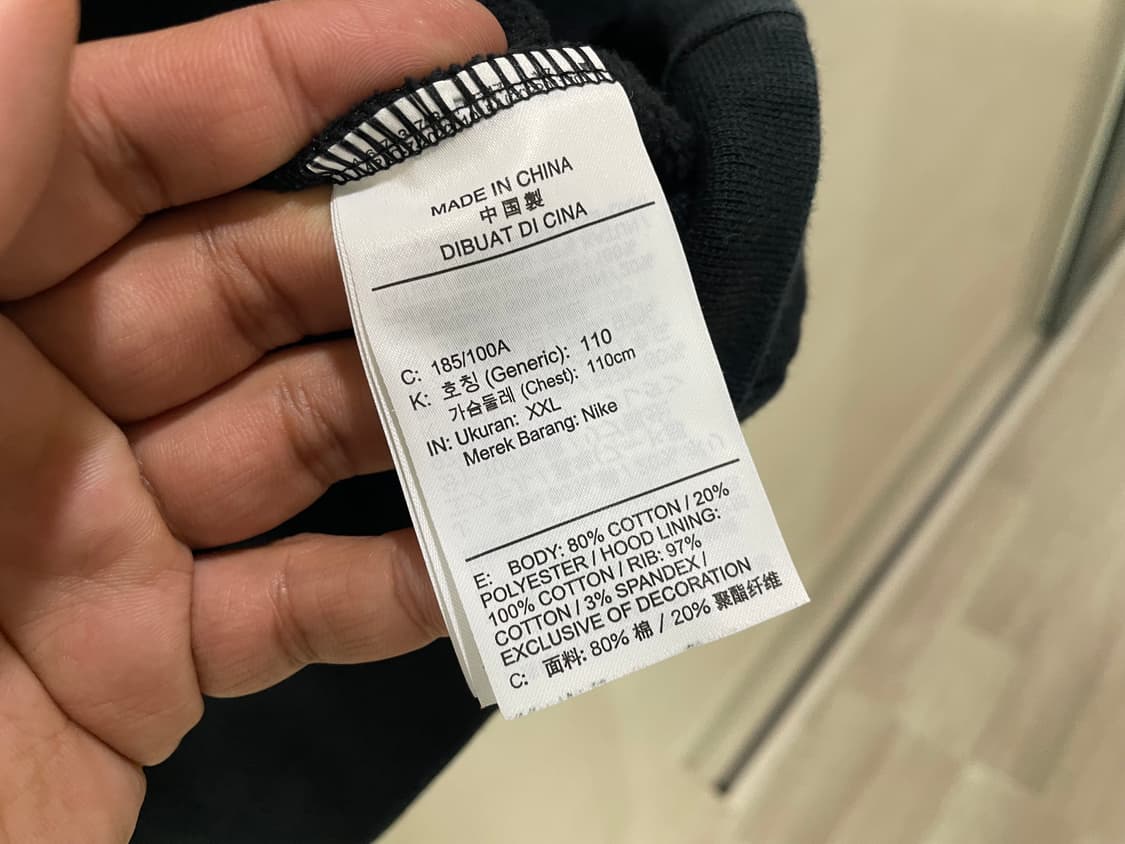 MADE IN CHINA
中国製
DIBUAT DI CINA
C: 185/100A
K: 호칭 (Generic): 110
가슴둘레 (Chest): 110cm
IN: Ukuran: XXL
Merek Barang: Nike
E: BODY: 80% COTTON / 20%
POLYESTER / HOOD LINING:
100% COTTON / RIB: 97%
COTTON / 3% SPANDEX /
EXCLUSIVE OF DECORATION
C: 面料: 80% 棉 / 20% 聚酯纤维